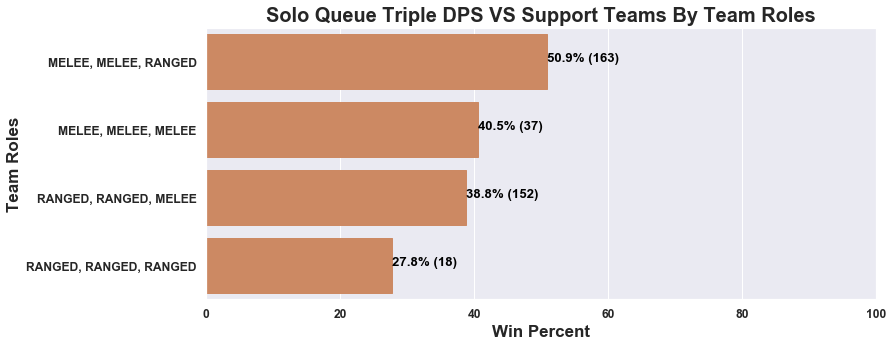 Solo Queue Triple DPS VS Support Teams By Team Roles
Team Roles
MELEE, MELEE, RANGED
50.9% (163)
MELEE, MELEE, MELEE
40.5% (37)
RANGED, RANGED, MELEE
38.8% (152)
RANGED, RANGED, RANGED
27.8% (18)
0 20 40 60 80 100
Win Percent